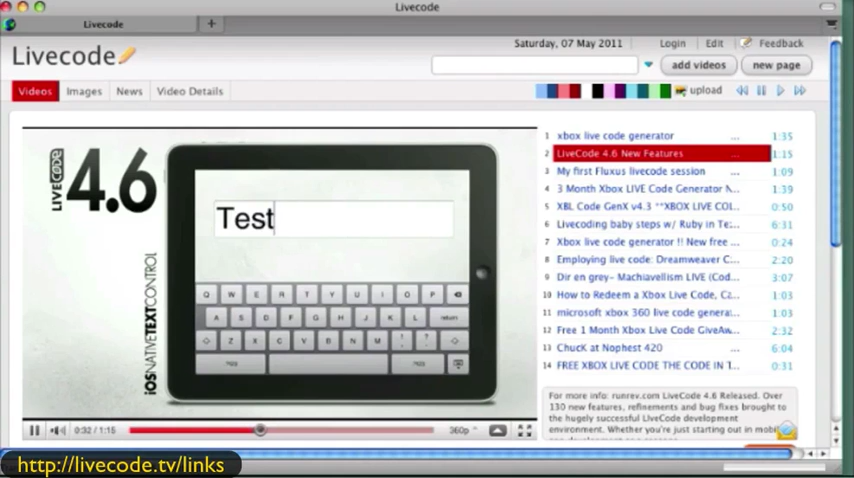 Livecode
Livecode
+
Livecode
Saturday, 07 May 2011
Login
Edit
Feedback
add videos
new page
Videos
Images
News
Video Details
upload
LIVECODE
4.6
iOSNATIVETEXTCONTROL
Test
Q W E R T Y U I O P
A S D F G H J K L return
Z X C V B N M ! ?
.?123
.?123
1 xbox live code generator ... 1:35
2 LiveCode 4.6 New Features ... 1:15
3 My first Fluxus livecode session ... 1:09
4 3 Month Xbox LIVE Code Generator N... 1:39
5 XBL Code GenX v4.3 **XBOX LIVE COL... 0:50
6 Livecoding baby steps w/ Ruby in Te... 6:31
7 Xbox live code generator !! New free ... 0:24
8 Employing live code: Dreamweaver C... 2:20
9 Dir en grey- Machiavellism LIVE (Cod... 3:07
10 How to Redeem a Xbox Live Code, Ca... 1:03
11 microsoft xbox 360 live code genera... 1:03
12 Free 1 Month Xbox Live Code GiveAw... 2:32
13 ChucK at Nophest 420 ... 6:04
14 FREE XBOX LIVE CODE THE CODE IN T... 0:31
For more info: runrev.com LiveCode 4.6 Released. Over
130 new features, refinements and bug fixes brought to
the hugely successful LiveCode development
environment. Whether you're just starting out in mobil
0:32 / 1:15
360p
http://livecode.tv/links